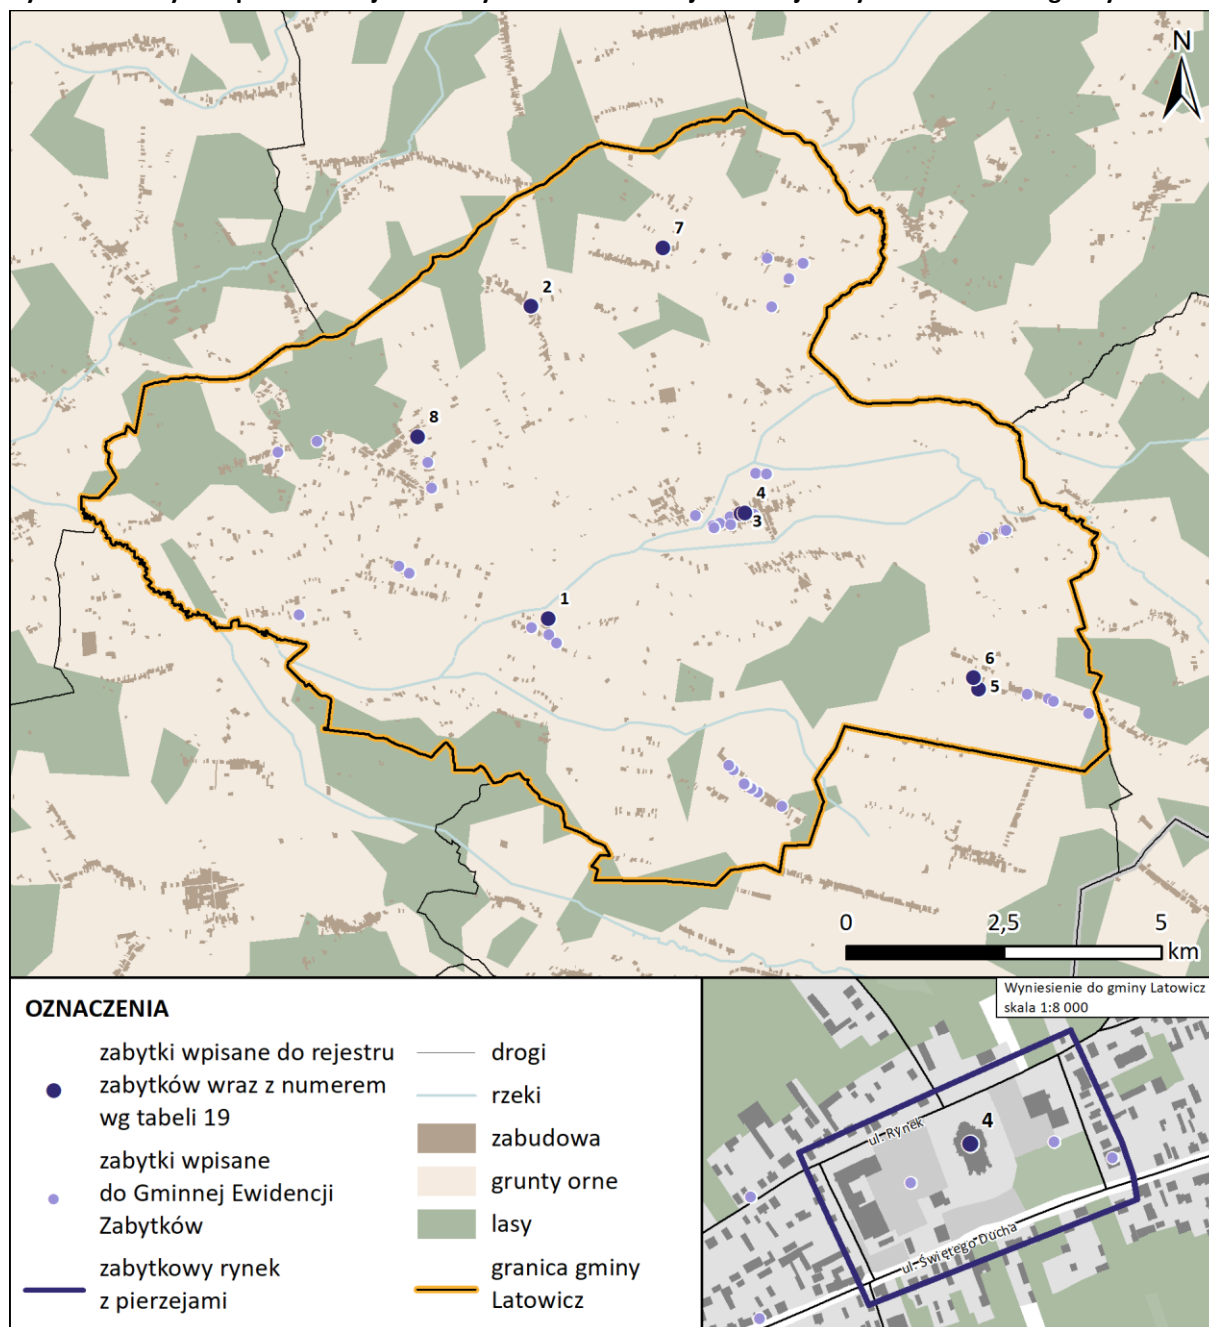 N
7
2
8
4
3
1
6
5
0
2,5
5
km
OZNACZENIA
zabytki wpisane do rejestru
zabytków wraz z numerem
wg tabeli 19
zabytki wpisane
do Gminnej Ewidencji
Zabytków
zabytkowy rynek
z pierzejami
drogi
rzeki
zabudowa
grunty orne
lasy
granica gminy
Latowicz
Wyniesienie do gminy Latowicz
skala 1:8 000
ul. Rynek
4
ul. Świętego Ducha